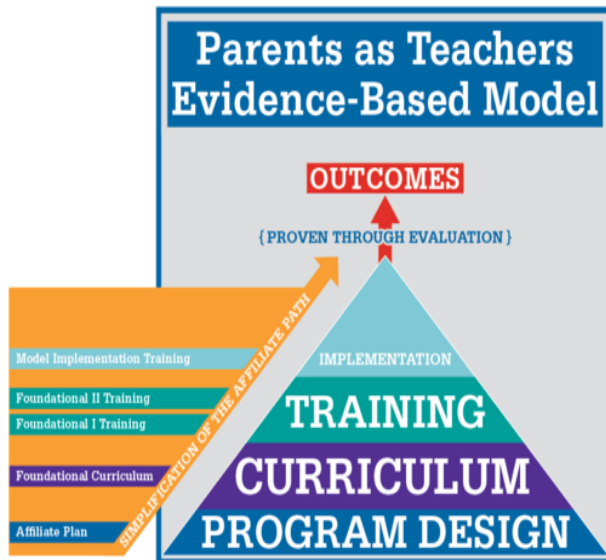 Parents as Teachers
Evidence-Based Model
OUTCOMES
{ PROVEN THROUGH EVALUATION }
IMPLEMENTATION
TRAINING
CURRICULUM
PROGRAM DESIGN
SIMPLIFICATION OF THE AFFILIATE PATH
Model Implementation Training
Foundational II Training
Foundational I Training
Foundational Curriculum
Affiliate Plan